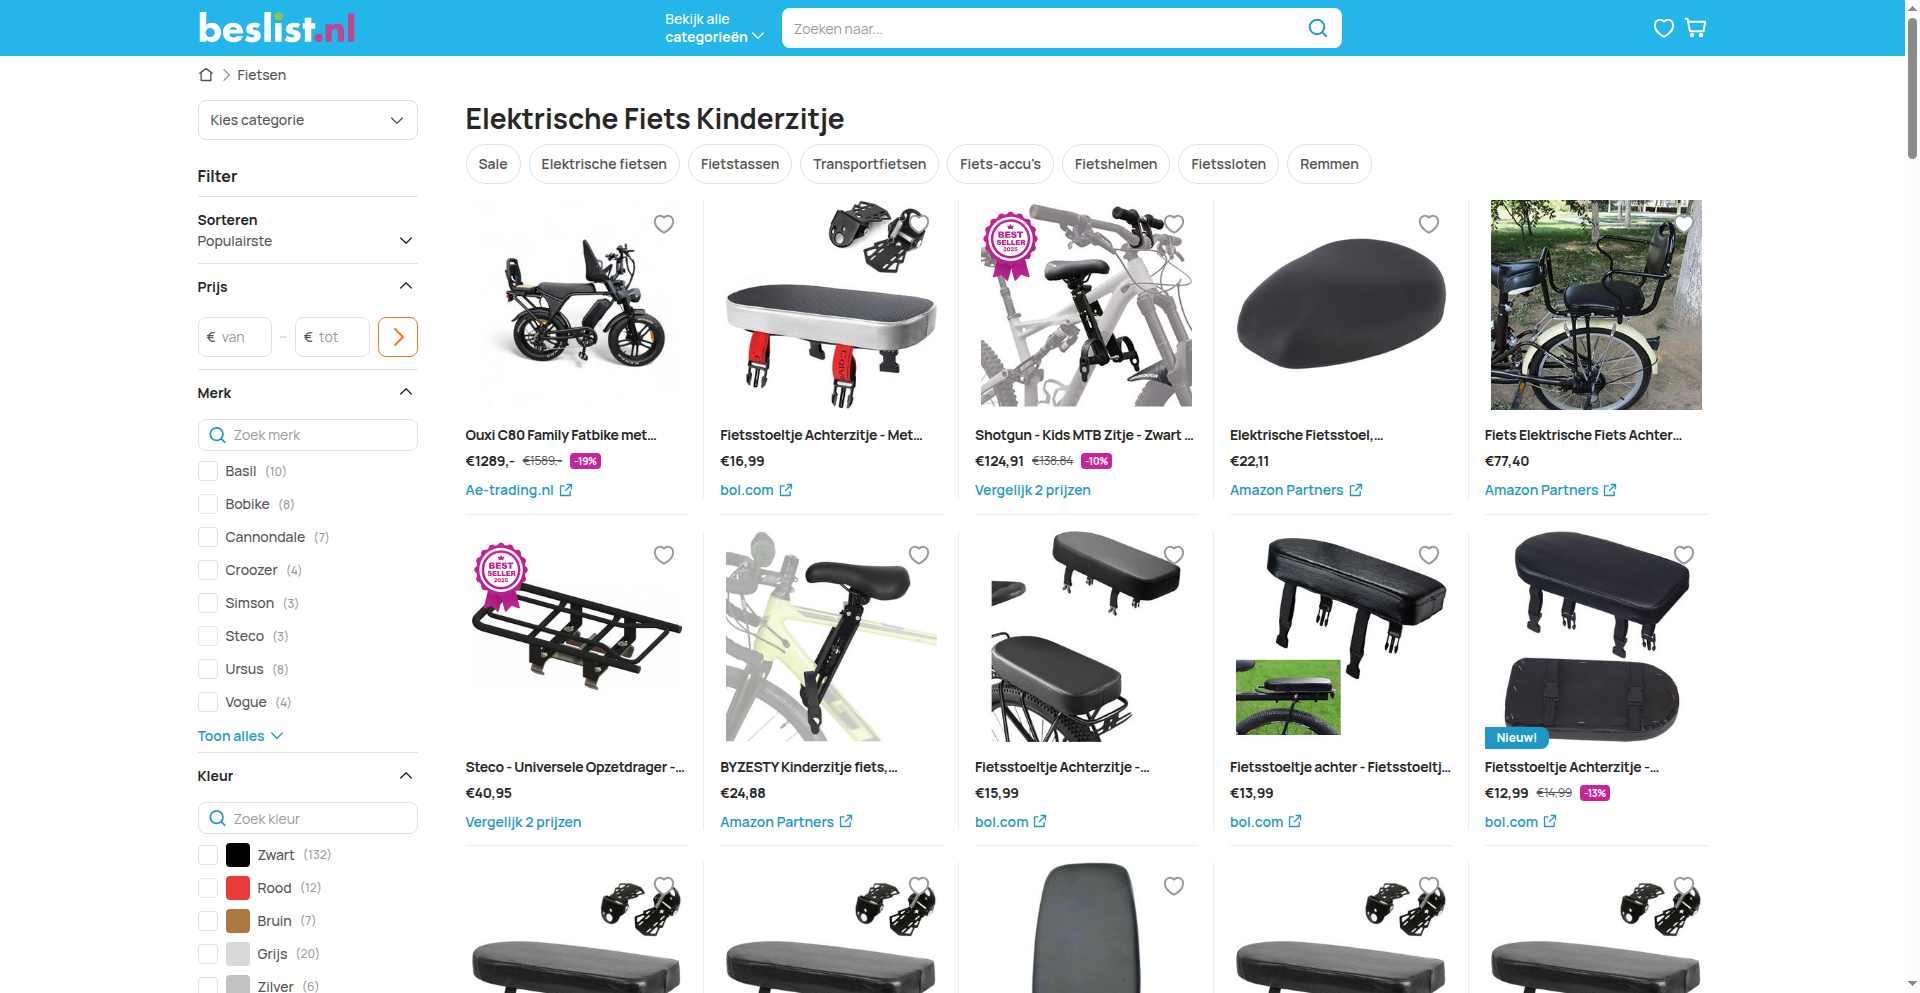 beslist.nl
Bekijk alle
categorieën
Zoeken naar...
Fietsen
Kies categorie
Filter
Sorteren
Populairste
Prijs
€ van
–
€ tot
Merk
Zoek merk
Basil (10)
Bobike (8)
Cannondale (7)
Croozer (4)
Simson (3)
Steco (3)
Ursus (8)
Vogue (4)
Toon alles
Kleur
Zoek kleur
Zwart (132)
Rood (12)
Bruin (7)
Grijs (20)
Zilver (6)
Elektrische Fiets Kinderzitje
Sale
Elektrische fietsen
Fietstassen
Transportfietsen
Fiets-accu's
Fietshelmen
Fietssloten
Remmen
Ouxi C80 Family Fatbike met...
€1289,- €1589,- -19%
Ae-trading.nl
Fietsstoeltje Achterzitje - Met...
€16,99
bol.com
BEST
SELLER
2025
Shotgun - Kids MTB Zitje - Zwart ...
€124,91 €138,84 -10%
Vergelijk 2 prijzen
Elektrische Fietsstoel,...
€22,11
Amazon Partners
Fiets Elektrische Fiets Achter...
€77,40
Amazon Partners
BEST
SELLER
2025
Steco - Universele Opzetdrager -...
€40,95
Vergelijk 2 prijzen
BYZESTY Kinderzitje fiets,...
€24,88
Amazon Partners
Fietsstoeltje Achterzitje -...
€15,99
bol.com
Fietsstoeltje achter - Fietsstoeltj...
€13,99
bol.com
Nieuw!
Fietsstoeltje Achterzitje -...
€12,99 €14,99 -13%
bol.com